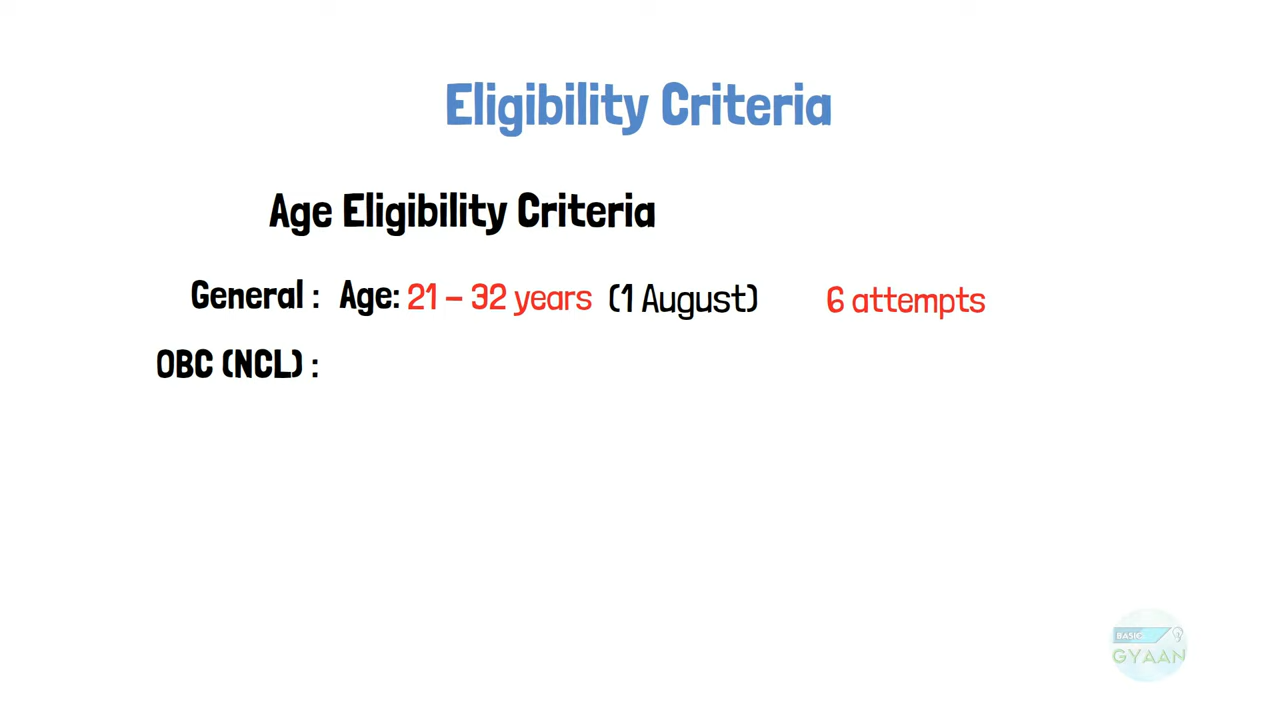 Eligibility Criteria
Age Eligibility Criteria
General : Age: 21 – 32 years (1 August) 6 attempts
OBC (NCL) :
BASIC
GYAAN